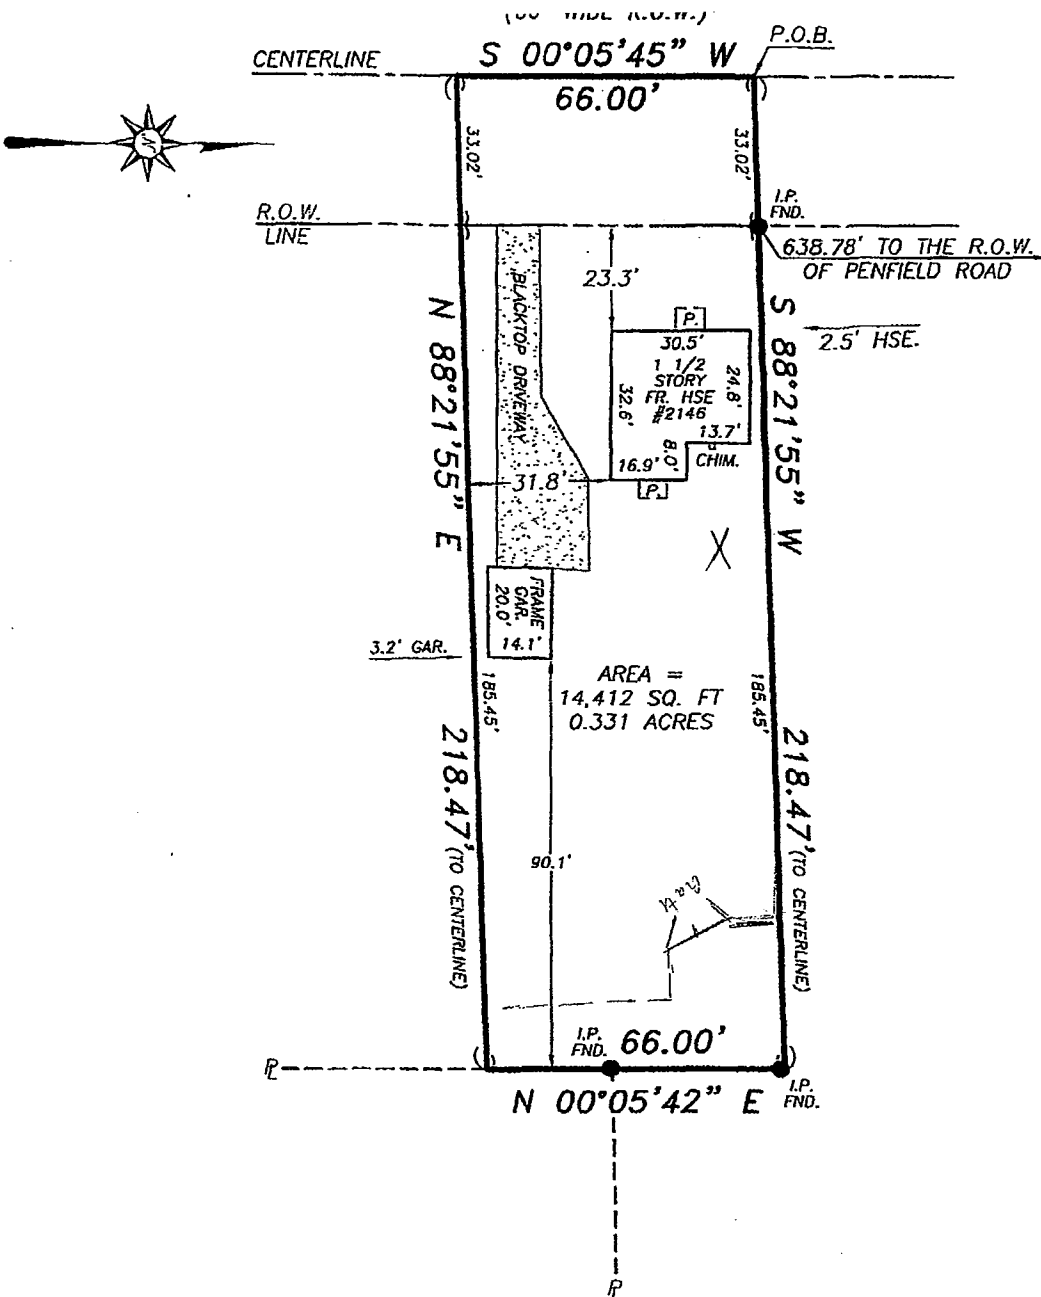 S 00°05'45" W
P.O.B.
CENTERLINE
66.00'
33.02'
33.02'
N
I.P.
FND.
R.O.W.
LINE
638.78' TO THE R.O.W.
OF PENFIELD ROAD
23.3'
BLACKTOP DRIVEWAY
N 88°21'55" E
S 88°21'55" W
P.
2.5' HSE.
30.5'
1 1/2
STORY
FR. HSE
#2146
32.6'
24.8'
13.7'
8.0'
CHIM.
16.9'
P.
31.8'
X
FRAME
GAR.
20.0'
14.1'
3.2' GAR.
185.45'
185.45'
AREA =
14,412 SQ. FT
0.331 ACRES
218.47' (TO CENTERLINE)
218.47' (TO CENTERLINE)
90.1'
I.P.
FND.
66.00'
PL
N 00°05'42" E
I.P.
FND.
PL